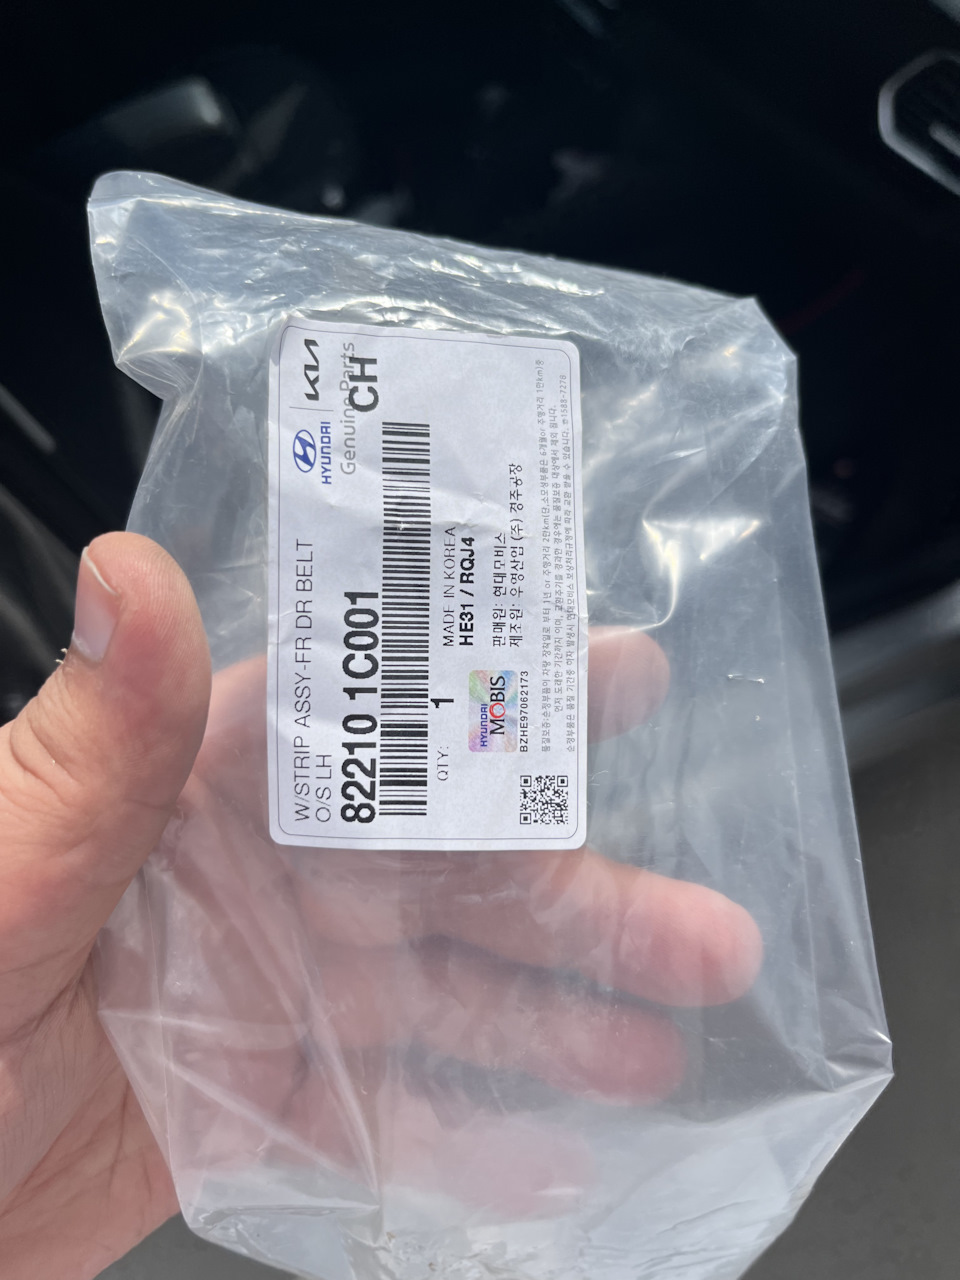 HYUNDAI KIA
Genuine Parts
CH
W/STRIP ASSY-FR DR BELT
O/S LH
82210 1C001
QTY: 1 MADE IN KOREA
HE31 / RQJ4
HYUNDAI
MOBIS
판매원: 현대모비스
제조원: 우영산업 (주) 경주공장
BZHE97062173